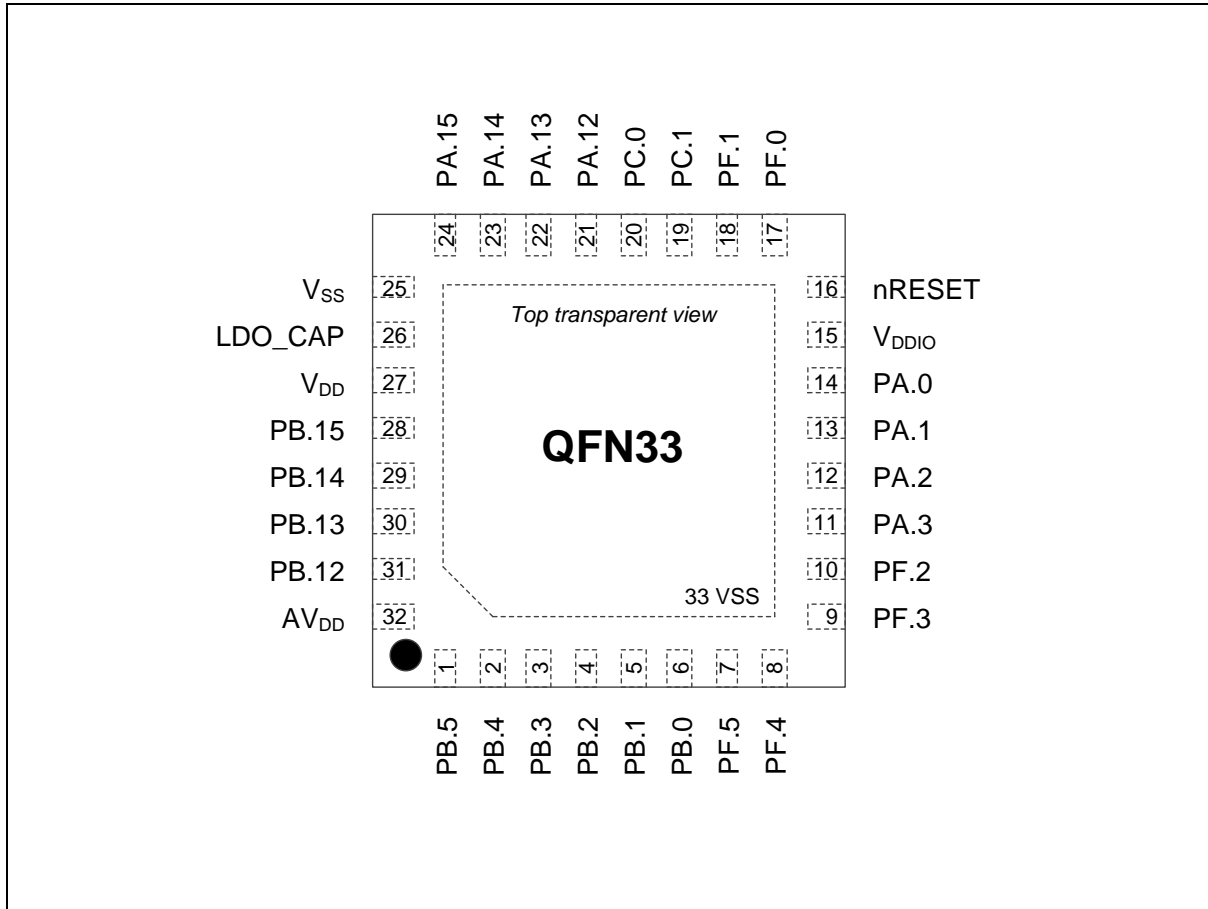 PA.15
PA.14
PA.13
PA.12
PC.0
PC.1
PF.1
PF.0
24
23
22
21
20
19
18
17
VSS 25
LDO_CAP 26
VDD 27
PB.15 28
PB.14 29
PB.13 30
PB.12 31
AVDD 32
Top transparent view
QFN33
33 VSS
16 nRESET
15 VDDIO
14 PA.0
13 PA.1
12 PA.2
11 PA.3
10 PF.2
9 PF.3
1
2
3
4
5
6
7
8
PB.5
PB.4
PB.3
PB.2
PB.1
PB.0
PF.5
PF.4